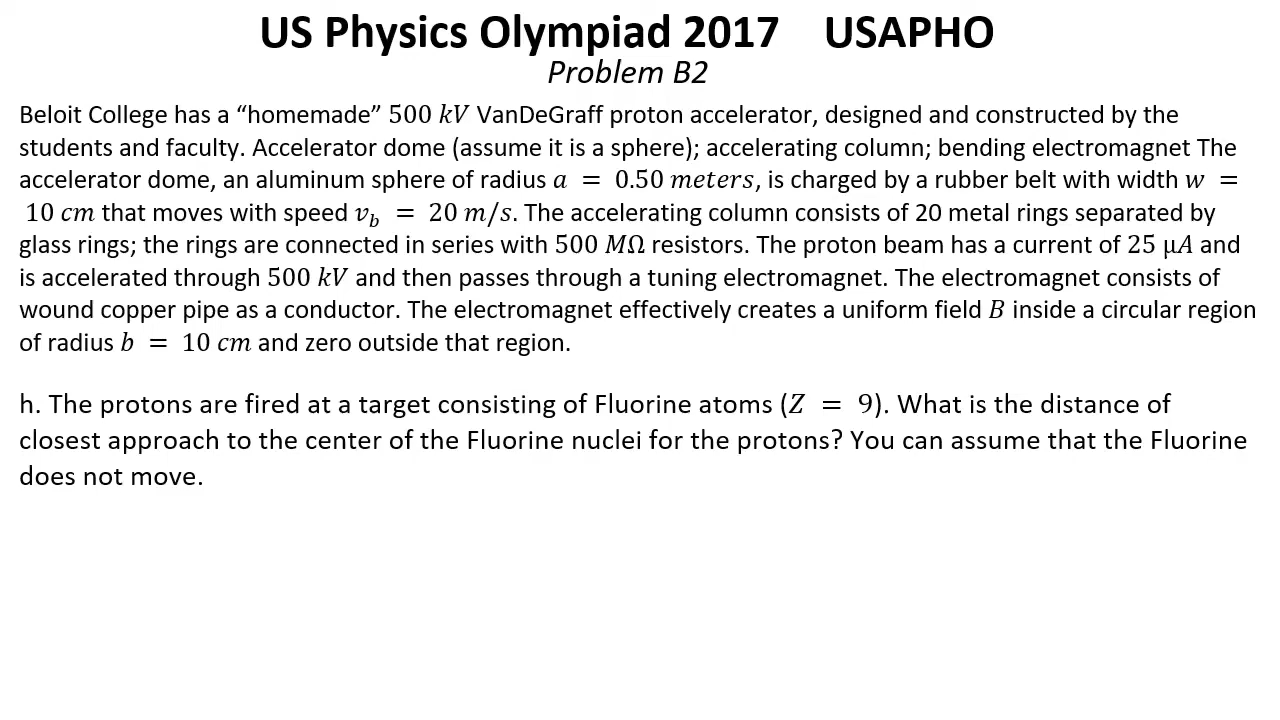 US Physics Olympiad 2017 USAPHO
Problem B2
Beloit College has a “homemade” 500 kV VanDeGraff proton accelerator, designed and constructed by the
students and faculty. Accelerator dome (assume it is a sphere); accelerating column; bending electromagnet The
accelerator dome, an aluminum sphere of radius a = 0.50 meters, is charged by a rubber belt with width w =
10 cm that moves with speed v_b = 20 m/s. The accelerating column consists of 20 metal rings separated by
glass rings; the rings are connected in series with 500 MΩ resistors. The proton beam has a current of 25 μA and
is accelerated through 500 kV and then passes through a tuning electromagnet. The electromagnet consists of
wound copper pipe as a conductor. The electromagnet effectively creates a uniform field B inside a circular region
of radius b = 10 cm and zero outside that region.
h. The protons are fired at a target consisting of Fluorine atoms (Z = 9). What is the distance of
closest approach to the center of the Fluorine nuclei for the protons? You can assume that the Fluorine
does not move.